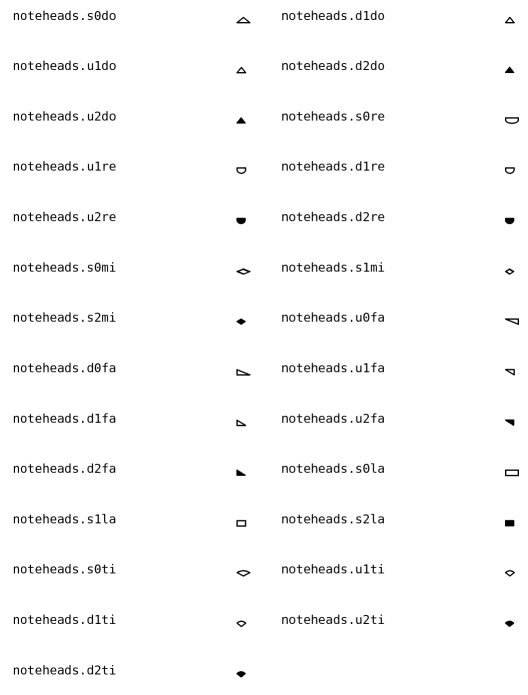 noteheads.s0do noteheads.d1do
noteheads.u1do noteheads.d2do
noteheads.u2do noteheads.s0re
noteheads.u1re noteheads.d1re
noteheads.u2re noteheads.d2re
noteheads.s0mi noteheads.s1mi
noteheads.s2mi noteheads.u0fa
noteheads.d0fa noteheads.u1fa
noteheads.d1fa noteheads.u2fa
noteheads.d2fa noteheads.s0la
noteheads.s1la noteheads.s2la
noteheads.s0ti noteheads.u1ti
noteheads.d1ti noteheads.u2ti
noteheads.d2ti